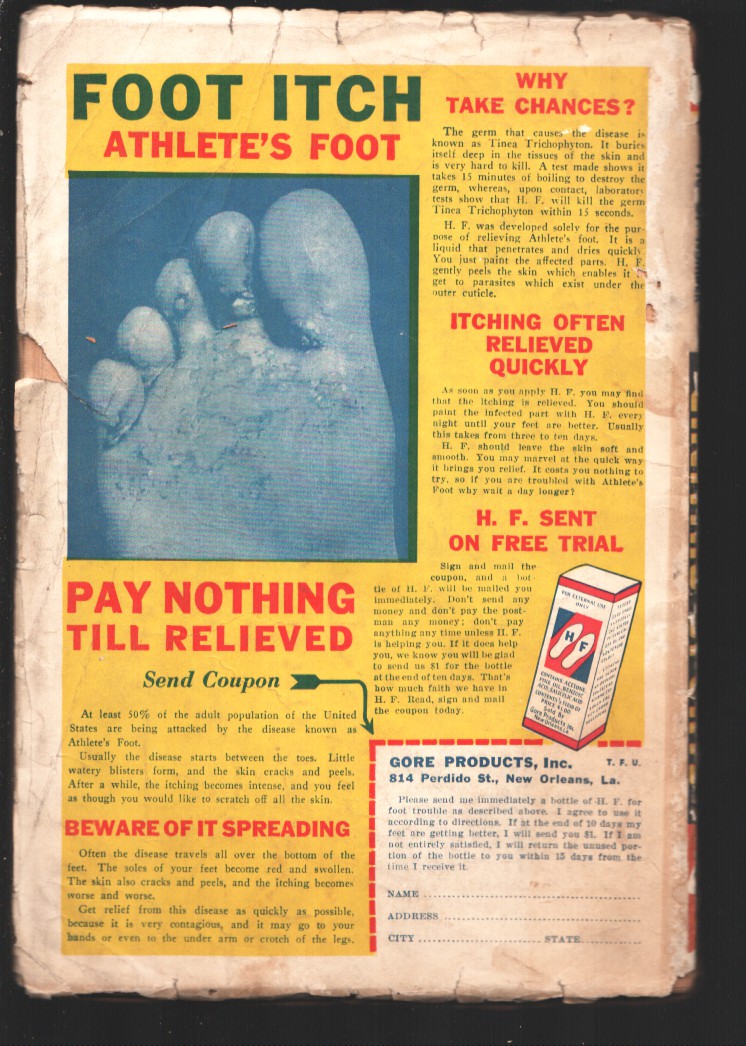 FOOT ITCH
ATHLETE'S FOOT
PAY NOTHING
TILL RELIEVED
Send Coupon
At least 50% of the adult population of the United
States are being attacked by the disease known as
Athlete's Foot.
Usually the disease starts between the toes. Little
watery blisters form, and the skin cracks and peels.
After a while, the itching becomes intense, and you feel
as though you would like to scratch off all the skin.
BEWARE OF IT SPREADING
Often the disease travels all over the bottom of the
feet. The soles of your feet become red and swollen.
The skin also cracks and peels, and the itching becomes
worse and worse.
Get relief from this disease as quickly as possible,
because it is very contagious, and it may go to your
hands or even to the under arm or crotch of the legs.
WHY
TAKE CHANCES?
The germ that causes the disease is
known as Tinea Trichophyton. It buries
itself deep in the tissues of the skin and
is very hard to kill. A test made shows it
takes 15 minutes of boiling to destroy the
germ, whereas, upon contact, laboratory
tests show that H. F. will kill the germ
Tinea Trichophyton within 15 seconds.
H. F. was developed solely for the pur-
pose of relieving Athlete's foot. It is a
liquid that penetrates and dries quickly.
You just paint the affected parts. H. F.
gently peels the skin which enables it
get to parasites which exist under the
outer cuticle.
ITCHING OFTEN
RELIEVED
QUICKLY
As soon as you apply H. F. you may find
that the itching is relieved. You should
paint the infected part with H. F. every
night until your feet are better. Usually
this takes from three to ten days.
H. F. should leave the skin soft and
smooth. You may marvel at the quick way
it brings you relief. It costs you nothing to
try, so if you are troubled with Athlete's
Foot why wait a day longer?
H. F. SENT
ON FREE TRIAL
Sign and mail the
coupon, and a bot-
tle of H. F. will be mailed you
immediately. Don't send any
money and don't pay the post-
man any money; don't pay
anything any time unless H. F.
is helping you. If it does help
you, we know you will be glad
to send us $1 for the bottle
at the end of ten days. That's
how much faith we have in
H. F. Read, sign and mail
the coupon today.
FOR EXTERNAL USE
ONLY
H F
CONTAINS ACETONE
PINE OIL, BENZOIC
ACID, SALICYLIC ACID
PRICE $1.00
Sold By
Gore Products Inc.
New Orleans, La.
GORE PRODUCTS, Inc. T. F. U.
814 Perdido St., New Orleans, La.
Please send me immediately a bottle of H. F. for
foot trouble as described above. I agree to use it
according to directions. If at the end of 10 days my
feet are getting better, I will send you $1. If I am
not entirely satisfied, I will return the unused por-
tion of the bottle to you within 15 days from the
time I receive it.
NAME
ADDRESS
CITY STATE